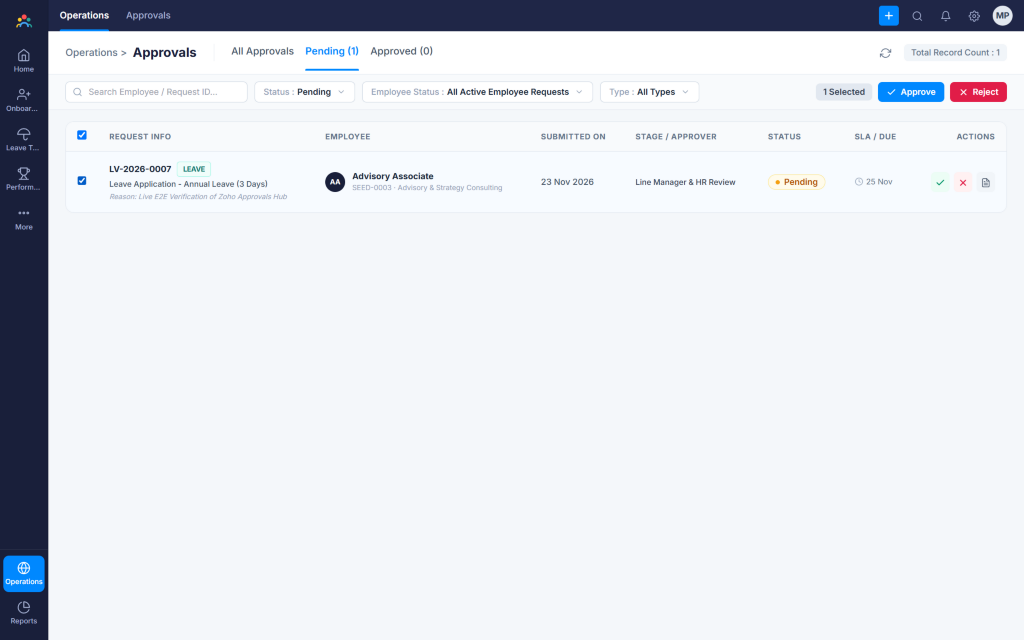 Operations Approvals MP
Home
Onboar...
Leave T...
Perform...
More
Operations
Reports
Operations > Approvals All Approvals Pending (1) Approved (0) Total Record Count : 1
Search Employee / Request ID... Status : Pending Employee Status : All Active Employee Requests Type : All Types 1 Selected Approve Reject
REQUEST INFO EMPLOYEE SUBMITTED ON STAGE / APPROVER STATUS SLA / DUE ACTIONS
LV-2026-0007 LEAVE
Leave Application - Annual Leave (3 Days)
Reason: Live E2E Verification of Zoho Approvals Hub
AA Advisory Associate
SEED-0003 · Advisory & Strategy Consulting
23 Nov 2026 Line Manager & HR Review Pending 25 Nov